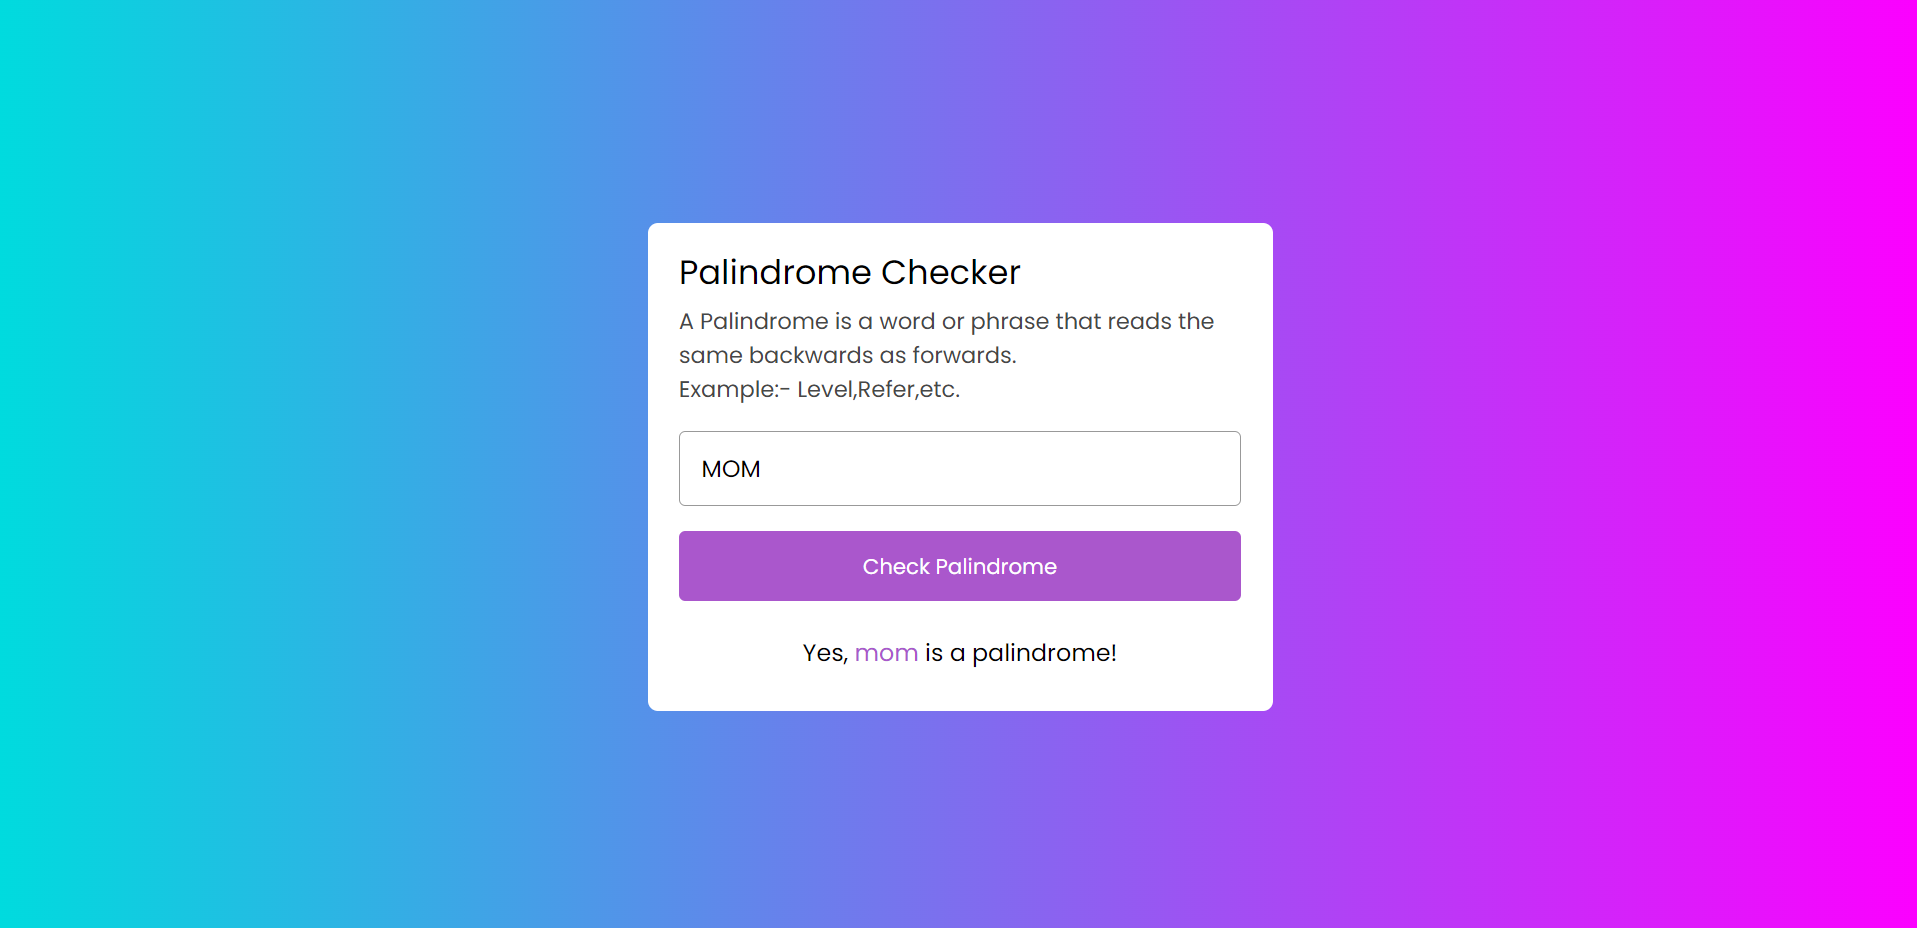 Palindrome Checker
A Palindrome is a word or phrase that reads the
same backwards as forwards.
Example:- Level,Refer,etc.
MOM
Check Palindrome
Yes, mom is a palindrome!